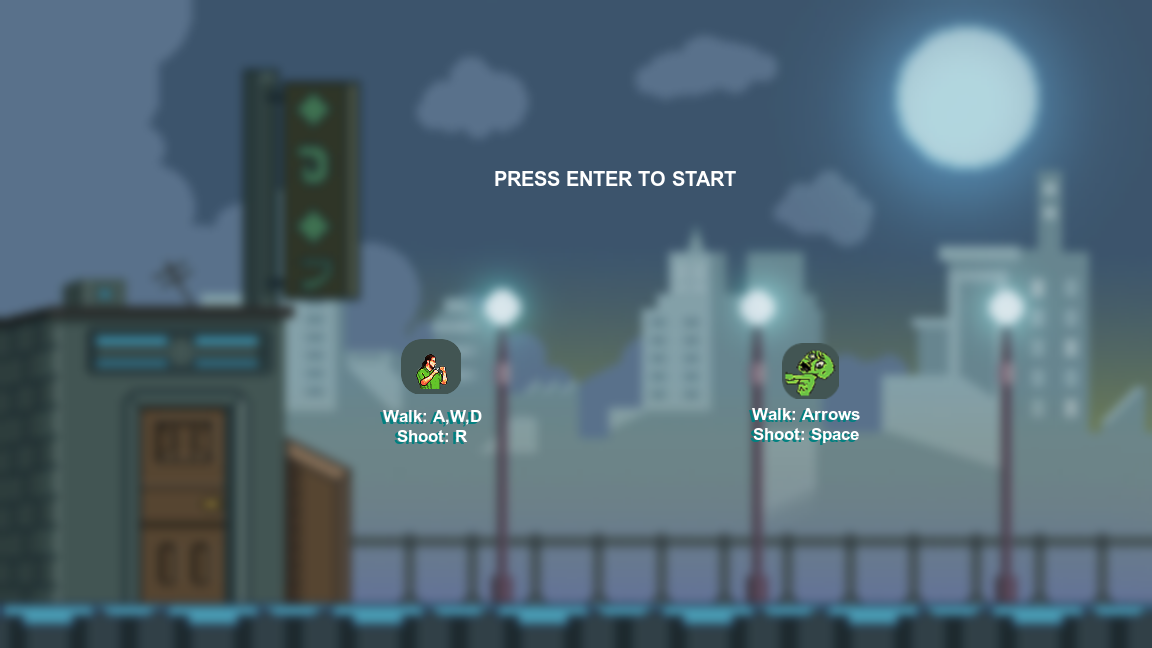 PRESS ENTER TO START
Walk: A,W,D
Shoot: R
Walk: Arrows
Shoot: Space